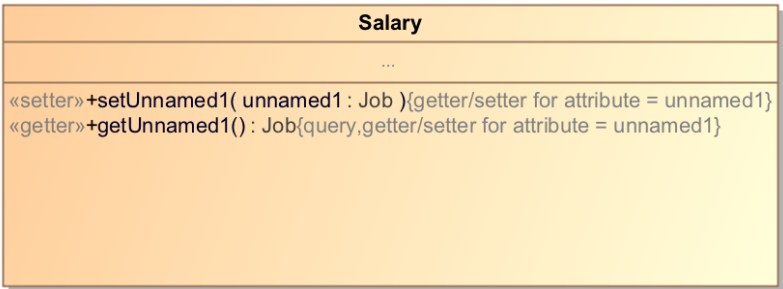 Salary
...
«setter»+setUnnamed1( unnamed1 : Job ){getter/setter for attribute = unnamed1}
«getter»+getUnnamed1() : Job{query,getter/setter for attribute = unnamed1}